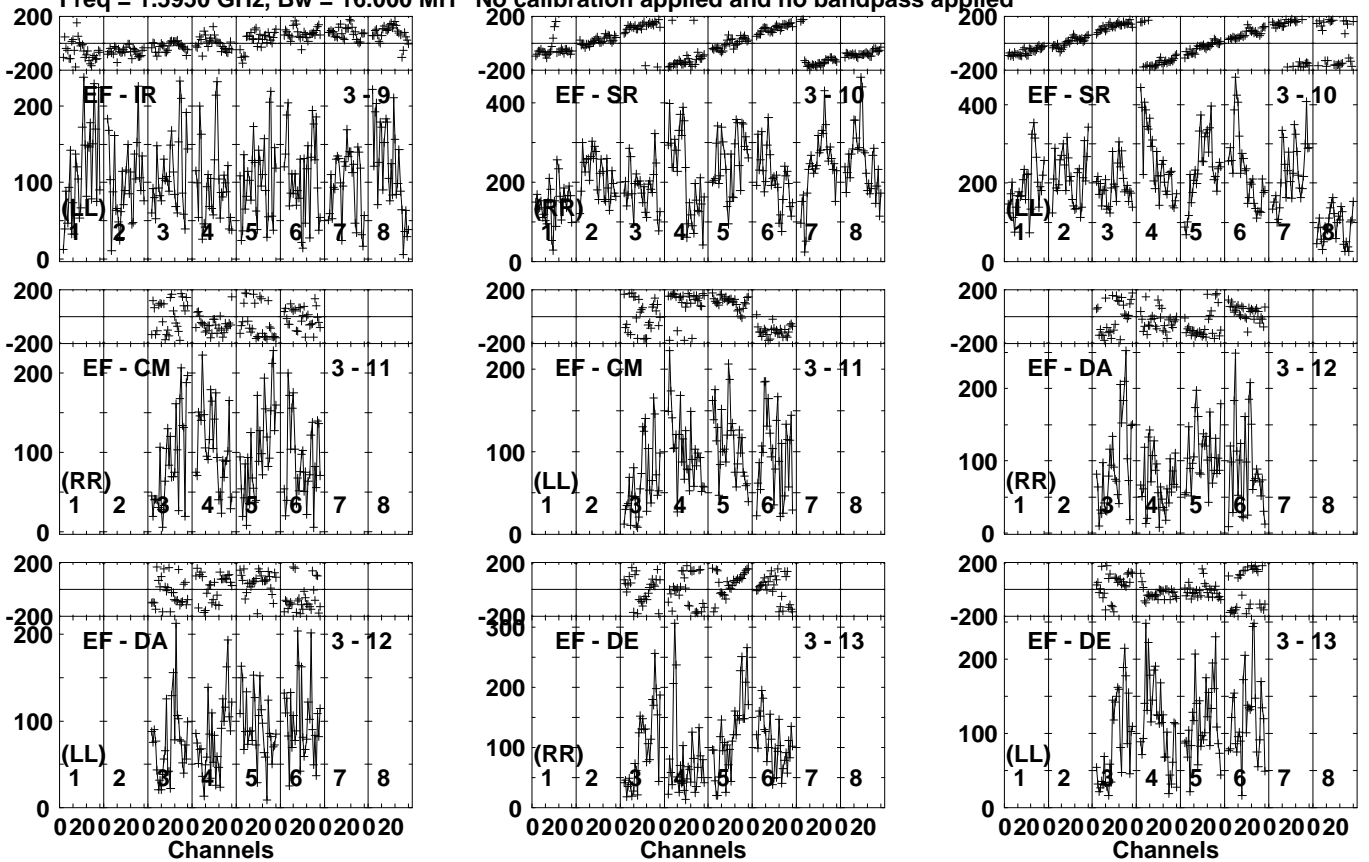 Freq = 1.5950 GHz, Bw = 16.000 MH No calibration applied and no bandpass applied
200 200 200
-200 -200 -200
EF - IR 3 - 9 EF - SR 3 - 10 EF - SR 3 - 10
200 400 400
100 200 200
(LL) (RR) (LL)
1 2 3 4 5 6 7 8 1 2 3 4 5 6 7 8 1 2 3 4 5 6 7 8
0 0 0
200 200 200
-200 -200 -200
EF - CM 3 - 11 EF - CM 3 - 11 EF - DA 3 - 12
200 200 200
100 100 100
(RR) (LL) (RR)
1 2 3 4 5 6 7 8 1 2 3 4 5 6 7 8 1 2 3 4 5 6 7 8
0 0 0
200 200 200
-200 -200 -200
EF - DA 3 - 12 EF - DE 3 - 13 EF - DE 3 - 13
200 300 200
200
100 100 100
(LL) (RR) (LL)
1 2 3 4 5 6 7 8 1 2 3 4 5 6 7 8 1 2 3 4 5 6 7 8
0 0 0
0 20 0 20 0 20 0 20 0 20 0 20 0 20 0 20 0 20 0 20 0 20 0 20 0 20 0 20 0 20 0 20 0 20 0 20 0 20 0 20 0 20 0 20 0 20 0 20
Channels Channels Channels